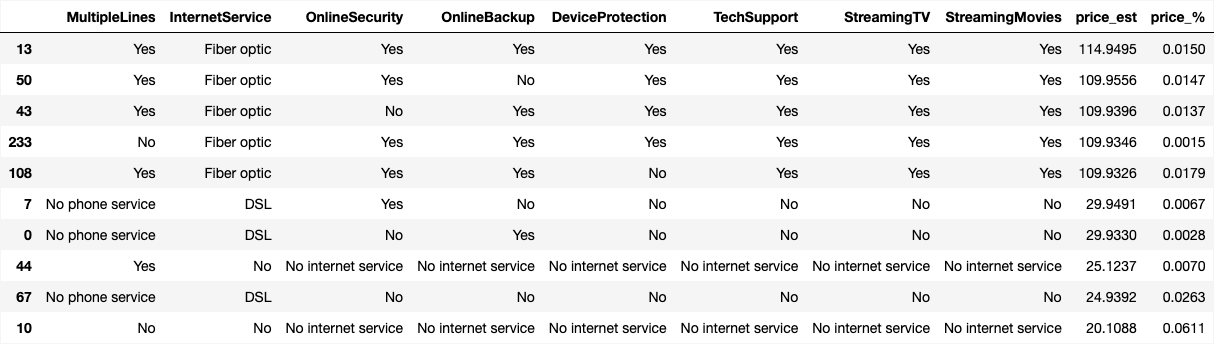 MultipleLines InternetService OnlineSecurity OnlineBackup DeviceProtection TechSupport StreamingTV StreamingMovies price_est price_%
13 Yes Fiber optic Yes Yes Yes Yes Yes Yes 114.9495 0.0150
50 Yes Fiber optic Yes No Yes Yes Yes Yes 109.9556 0.0147
43 Yes Fiber optic No Yes Yes Yes Yes Yes 109.9396 0.0137
233 No Fiber optic Yes Yes Yes Yes Yes Yes 109.9346 0.0015
108 Yes Fiber optic Yes Yes No Yes Yes Yes 109.9326 0.0179
7 No phone service DSL Yes No No No No No 29.9491 0.0067
0 No phone service DSL No Yes No No No No 29.9330 0.0028
44 Yes No No internet service No internet service No internet service No internet service No internet service No internet service 25.1237 0.0070
67 No phone service DSL No No No No No No 24.9392 0.0263
10 No No No internet service No internet service No internet service No internet service No internet service No internet service 20.1088 0.0611